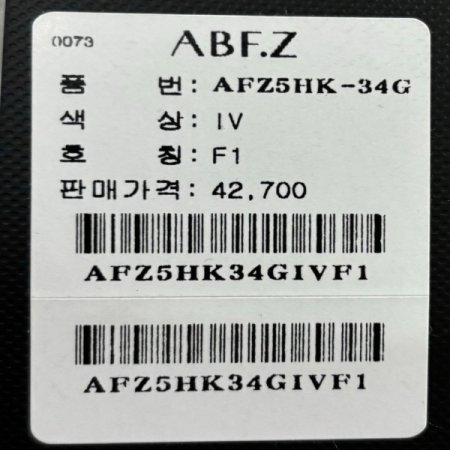 0073 ABF.Z
품 번: AFZ5HK-34G
색 상: IV
호 칭: F1
판매가격: 42,700
AFZ5HK34GIVF1
AFZ5HK34GIVF1